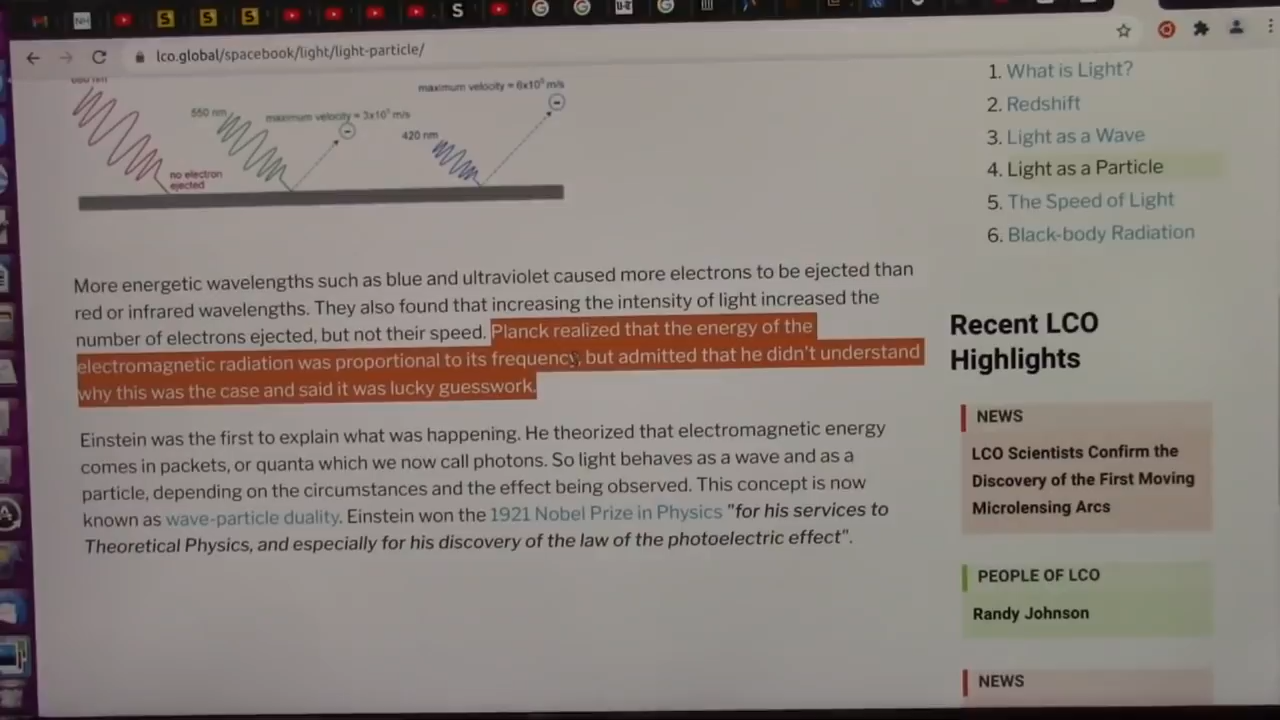 lco.global/spacebook/light/light-particle/
maximum velocity = 6x10⁵ m/s
550 nm
maximum velocity = 3x10⁵ m/s
420 nm
no electron
ejected
More energetic wavelengths such as blue and ultraviolet caused more electrons to be ejected than
red or infrared wavelengths. They also found that increasing the intensity of light increased the
number of electrons ejected, but not their speed. Planck realized that the energy of the
electromagnetic radiation was proportional to its frequency, but admitted that he didn't understand
why this was the case and said it was lucky guesswork.
Einstein was the first to explain what was happening. He theorized that electromagnetic energy
comes in packets, or quanta which we now call photons. So light behaves as a wave and as a
particle, depending on the circumstances and the effect being observed. This concept is now
known as wave-particle duality. Einstein won the 1921 Nobel Prize in Physics "for his services to
Theoretical Physics, and especially for his discovery of the law of the photoelectric effect".
1. What is Light?
2. Redshift
3. Light as a Wave
4. Light as a Particle
5. The Speed of Light
6. Black-body Radiation
Recent LCO
Highlights
NEWS
LCO Scientists Confirm the
Discovery of the First Moving
Microlensing Arcs
PEOPLE OF LCO
Randy Johnson
NEWS